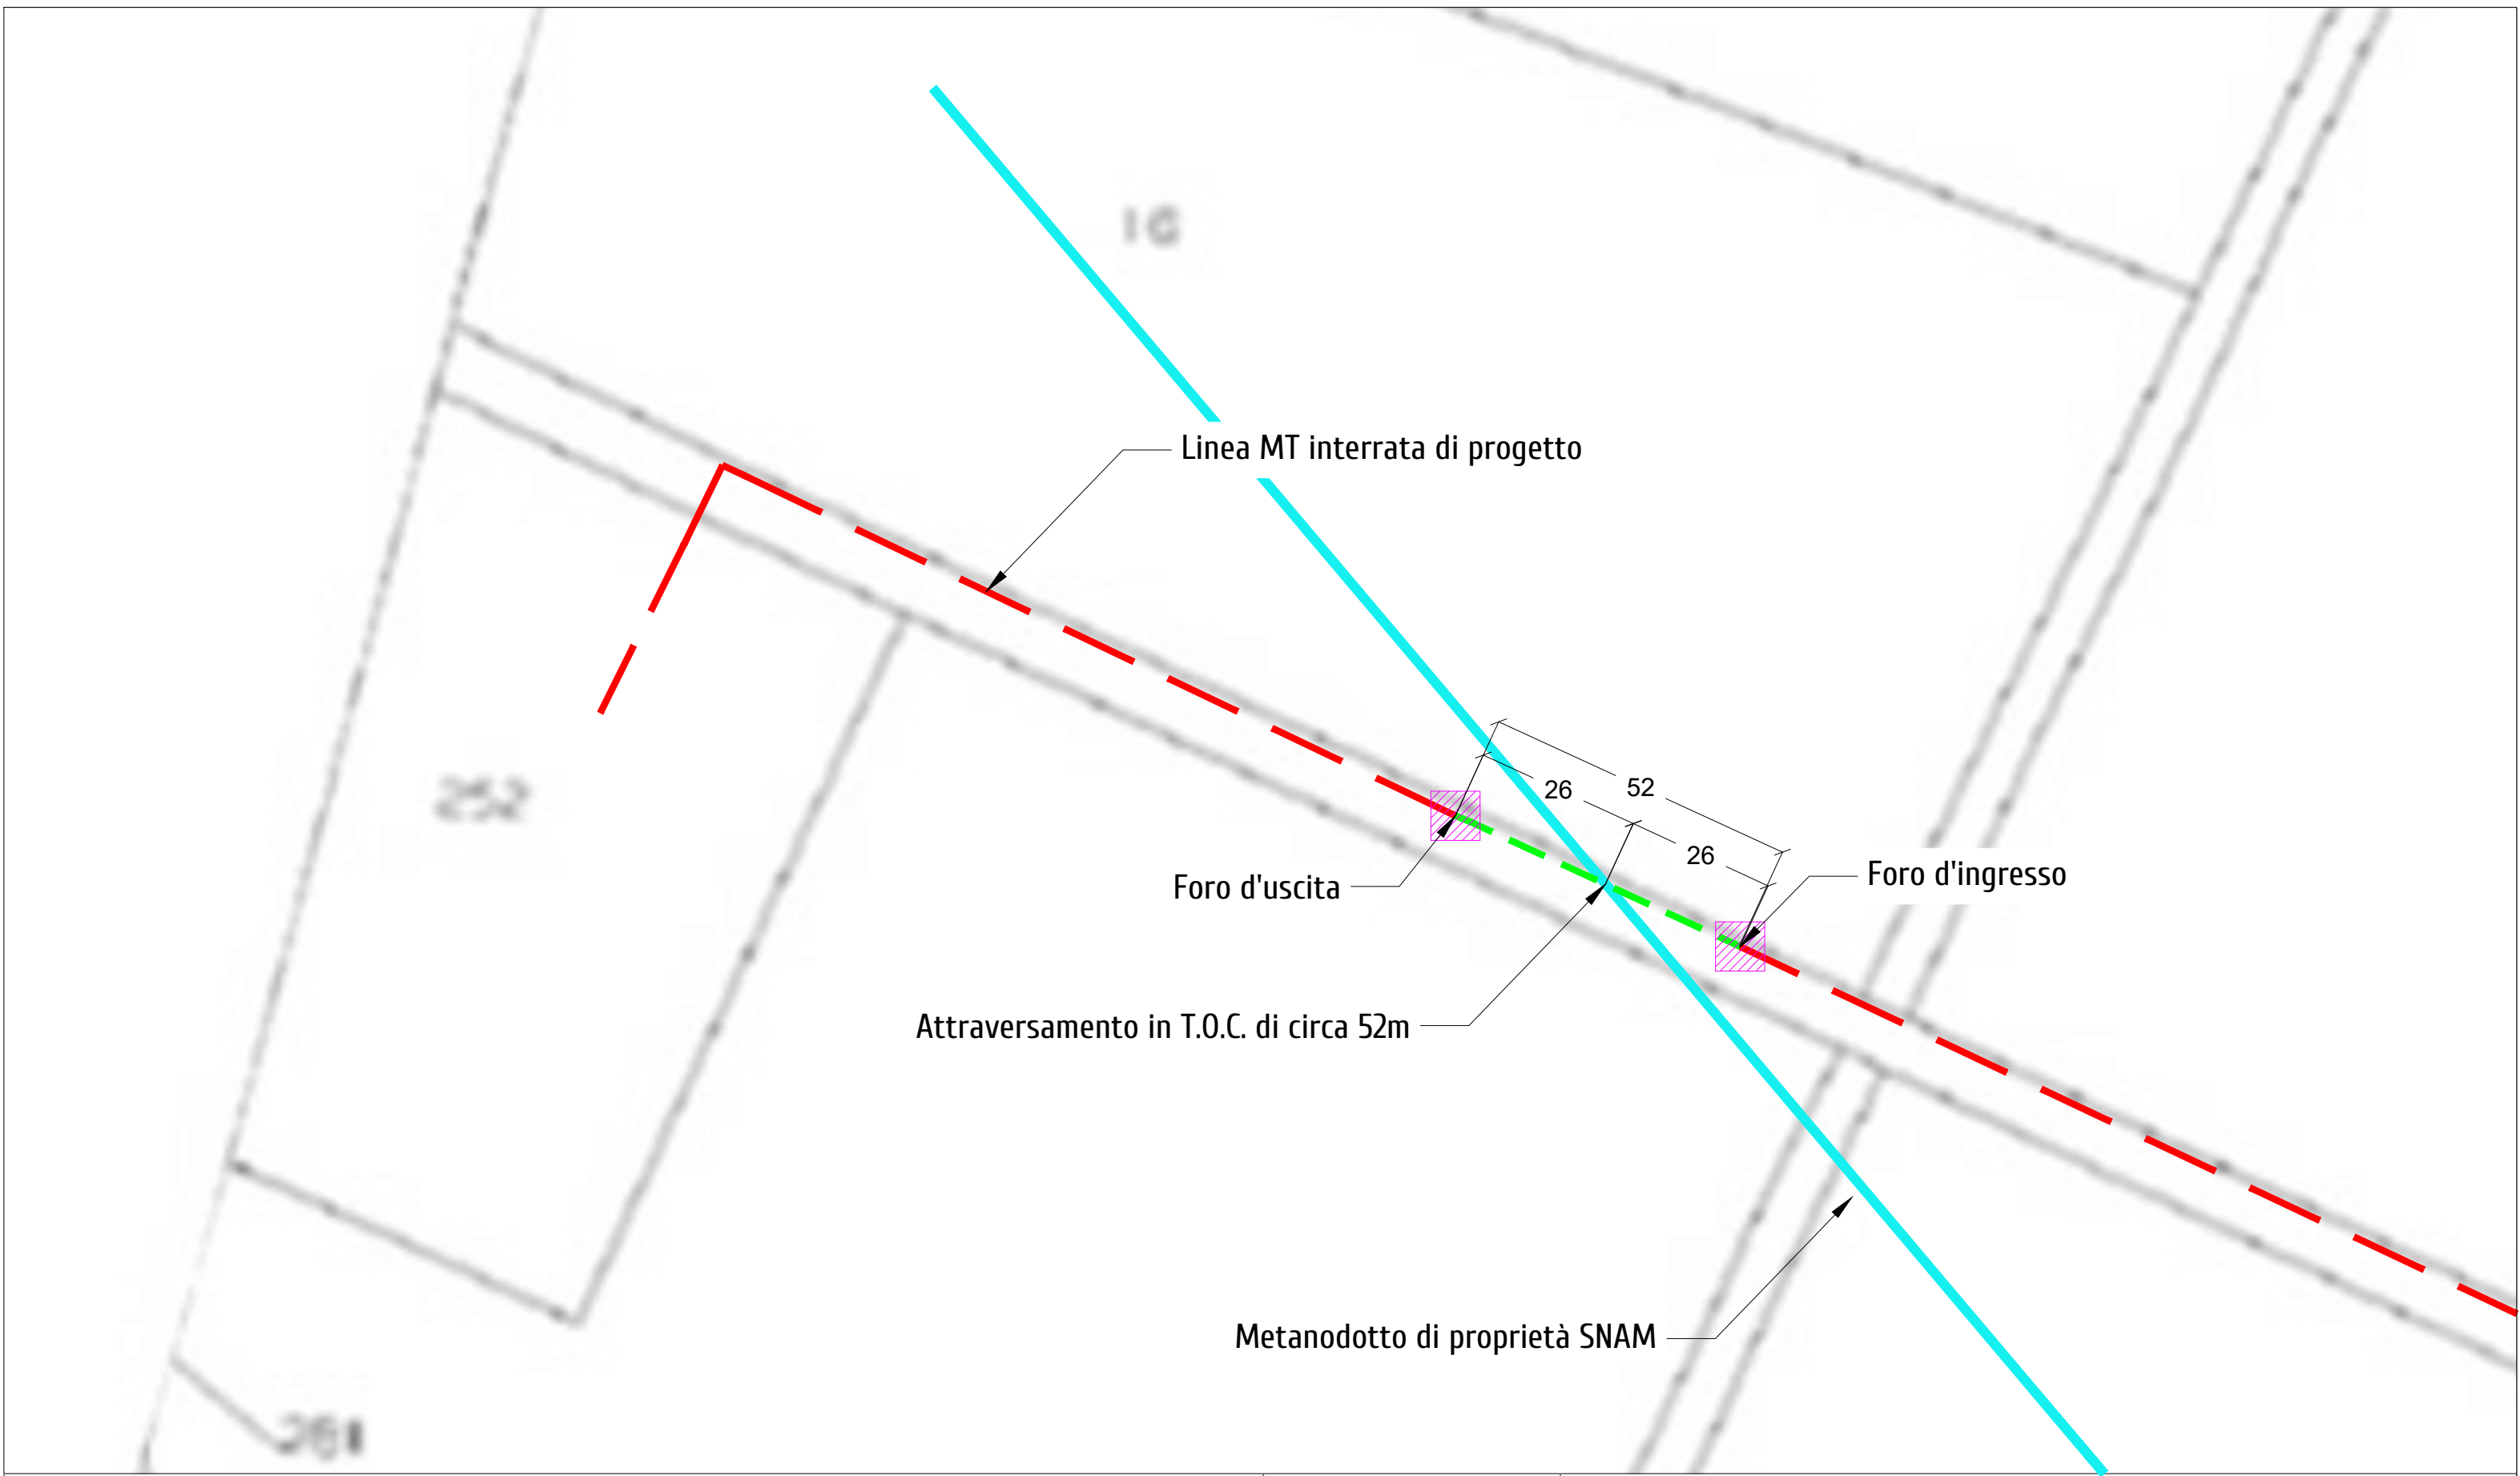 16
Linea MT interrata di progetto
252
52
26
26
Foro d'ingresso
Foro d'uscita
Attraversamento in T.O.C. di circa 52m
Metanodotto di proprietà SNAM